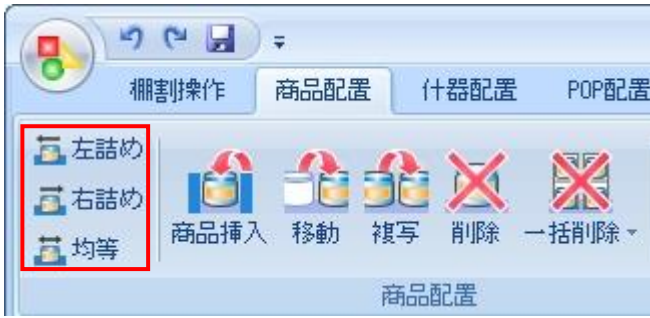 棚割操作 商品配置 什器配置 POP配置
左詰め
右詰め
均等
商品挿入 移動 複写 削除 一括削除
商品配置